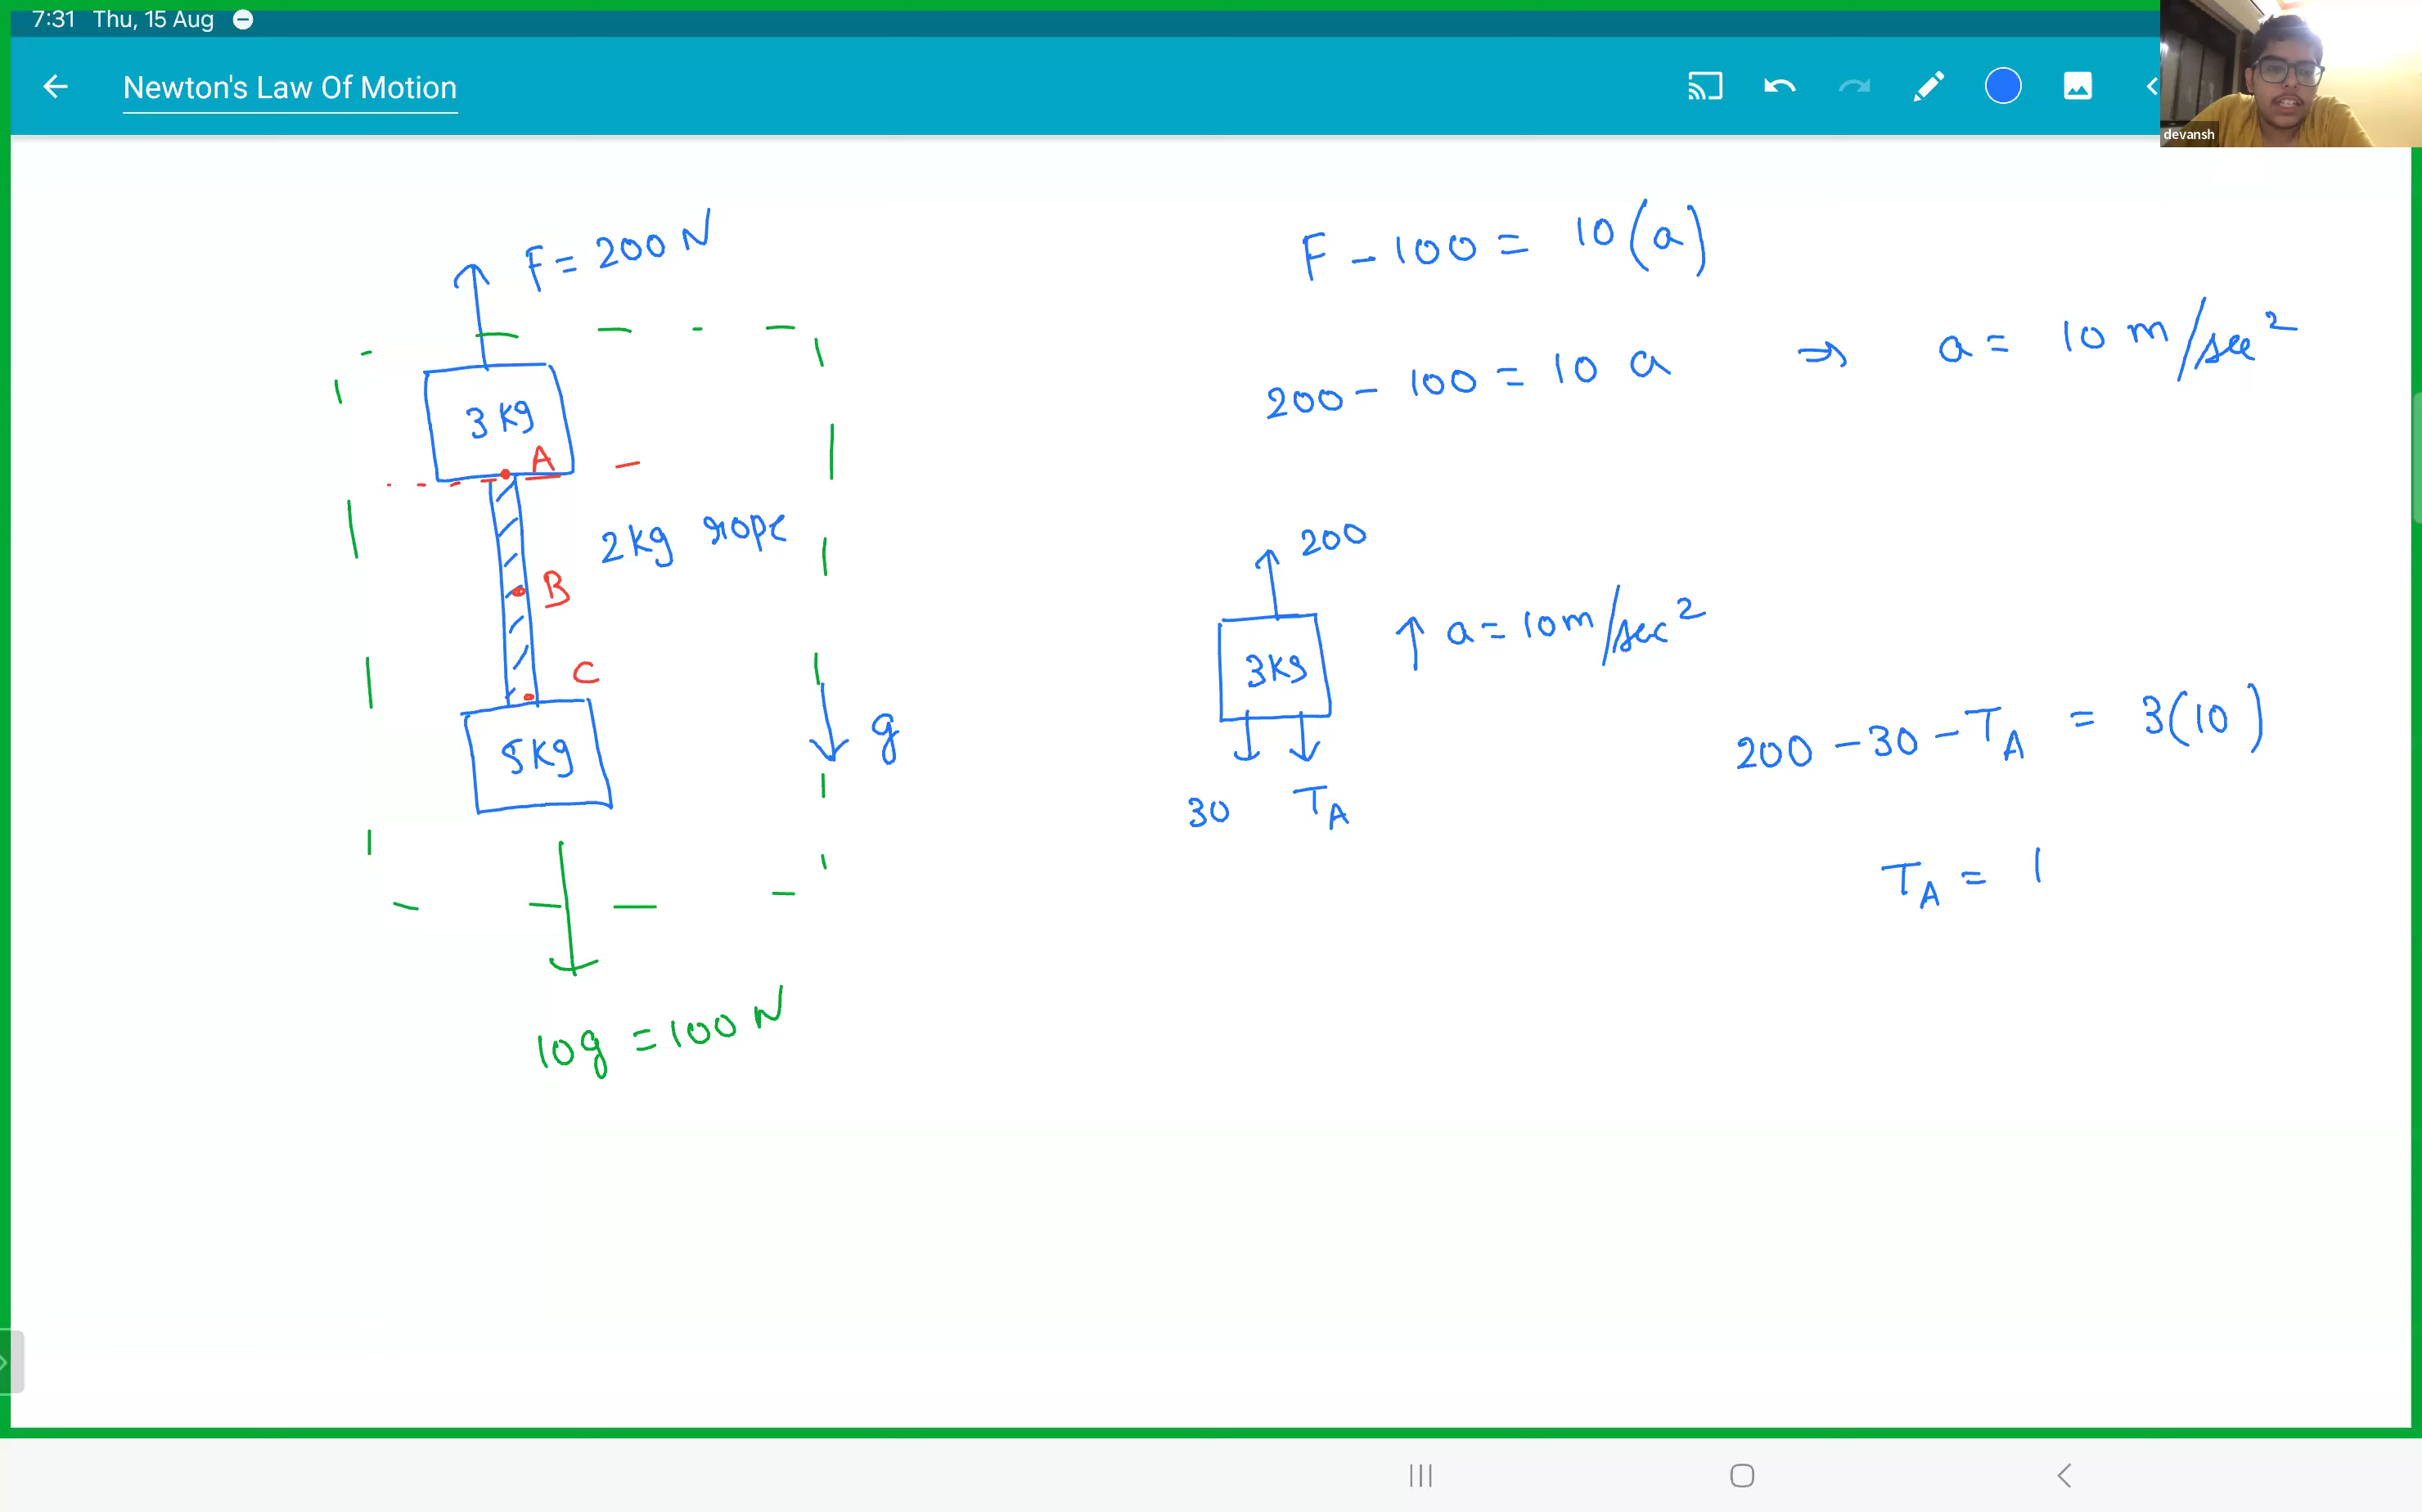 7:31 Thu, 15 Aug
Newton's Law Of Motion
devansh
F = 200 N
3 kg
A
2 kg rope
B
C
5 kg
g
10g = 100 N
F - 100 = 10(a)
200 - 100 = 10 a ⇒ a = 10 m/sec²
200
3 kg
↑ a = 10 m/sec²
30 T_A
200 - 30 - T_A = 3(10)
T_A = 1